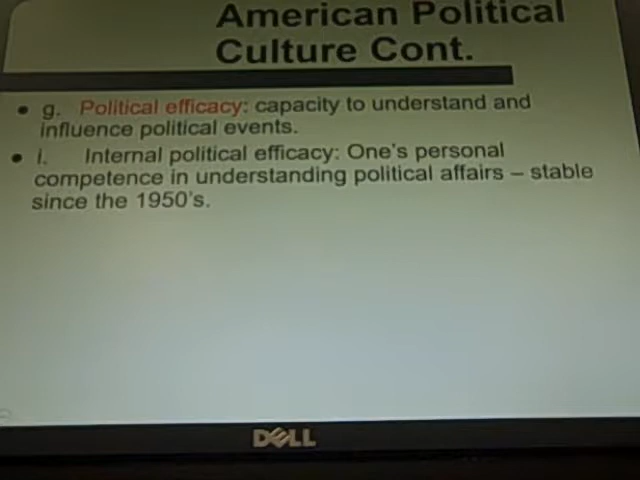 American Political
Culture Cont.
• g. Political efficacy: capacity to understand and
influence political events.
• i. Internal political efficacy: One's personal
competence in understanding political affairs – stable
since the 1950's.
DELL